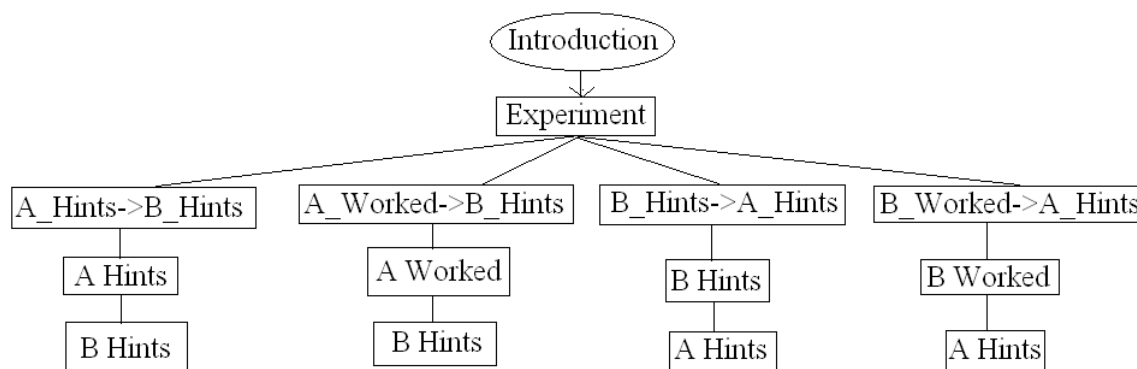 Introduction
Experiment
A_Hints->B_Hints
A_Worked->B_Hints
B_Hints->A_Hints
B_Worked->A_Hints
A Hints
A Worked
B Hints
B Worked
B Hints
B Hints
A Hints
A Hints